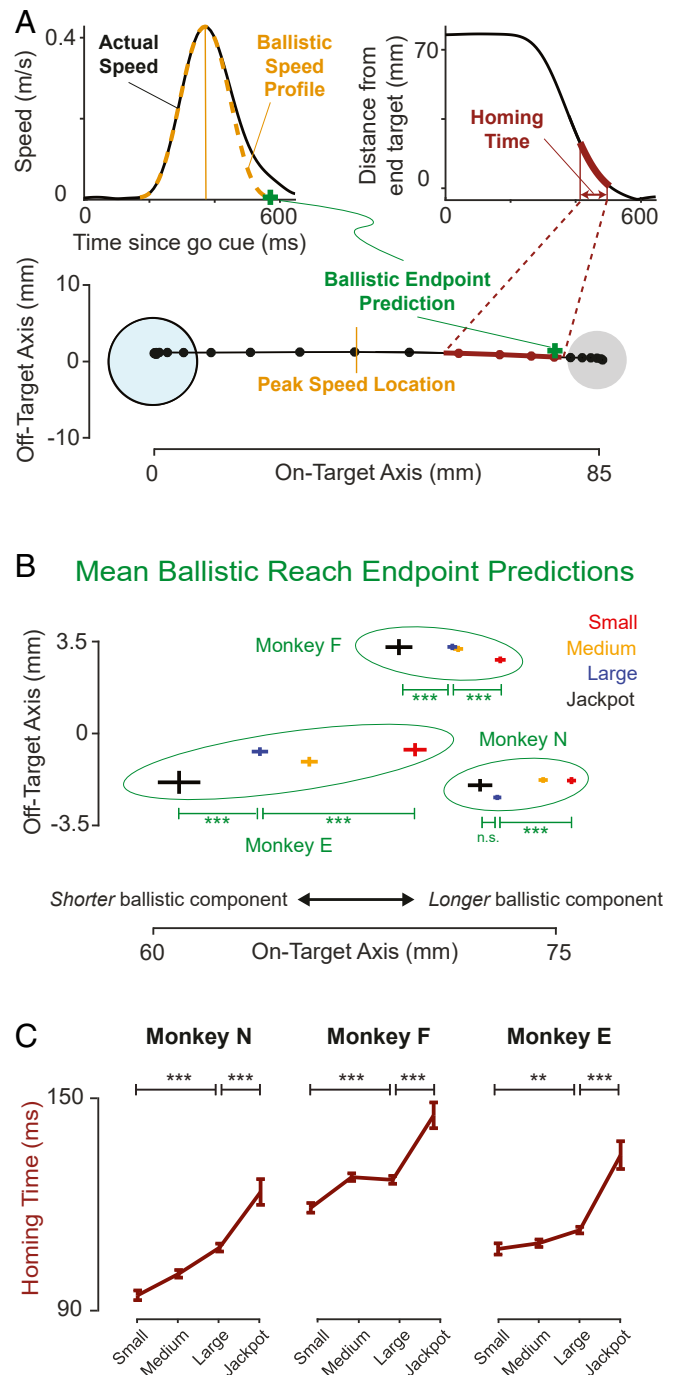 A
0.4
0
Speed (m/s)
Actual
Speed
Ballistic
Speed
Profile
0
600
Time since go cue (ms)
70
0
Distance from
end target (mm)
Homing
Time
0
600
Ballistic Endpoint
Prediction
10
0
-10
Off-Target Axis (mm)
Peak Speed Location
0
On-Target Axis (mm)
85
B
Mean Ballistic Reach Endpoint Predictions
3.5
0
-3.5
Off-Target Axis (mm)
Monkey F
Small
Medium
Large
Jackpot
*** ***
Monkey N
*** ***
n.s. ***
Monkey E
Shorter ballistic component
Longer ballistic component
60
On-Target Axis (mm)
75
C
Monkey N
Monkey F
Monkey E
*** ***
*** ***
** ***
150
90
Homing Time (ms)
Small
Medium
Large
Jackpot
Small
Medium
Large
Jackpot
Small
Medium
Large
Jackpot